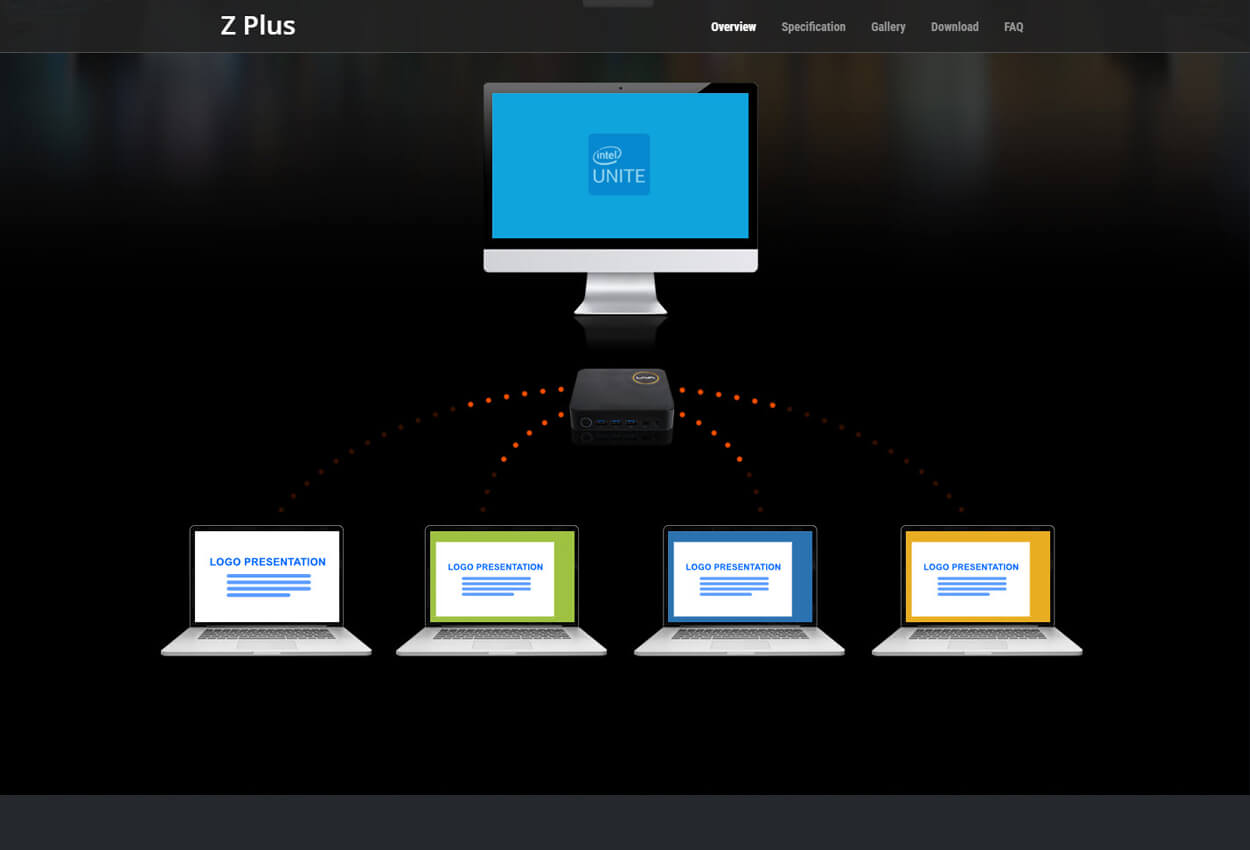 Z Plus
Overview Specification Gallery Download FAQ
intel
UNITE
LOGO PRESENTATION
LOGO PRESENTATION
LOGO PRESENTATION
LOGO PRESENTATION